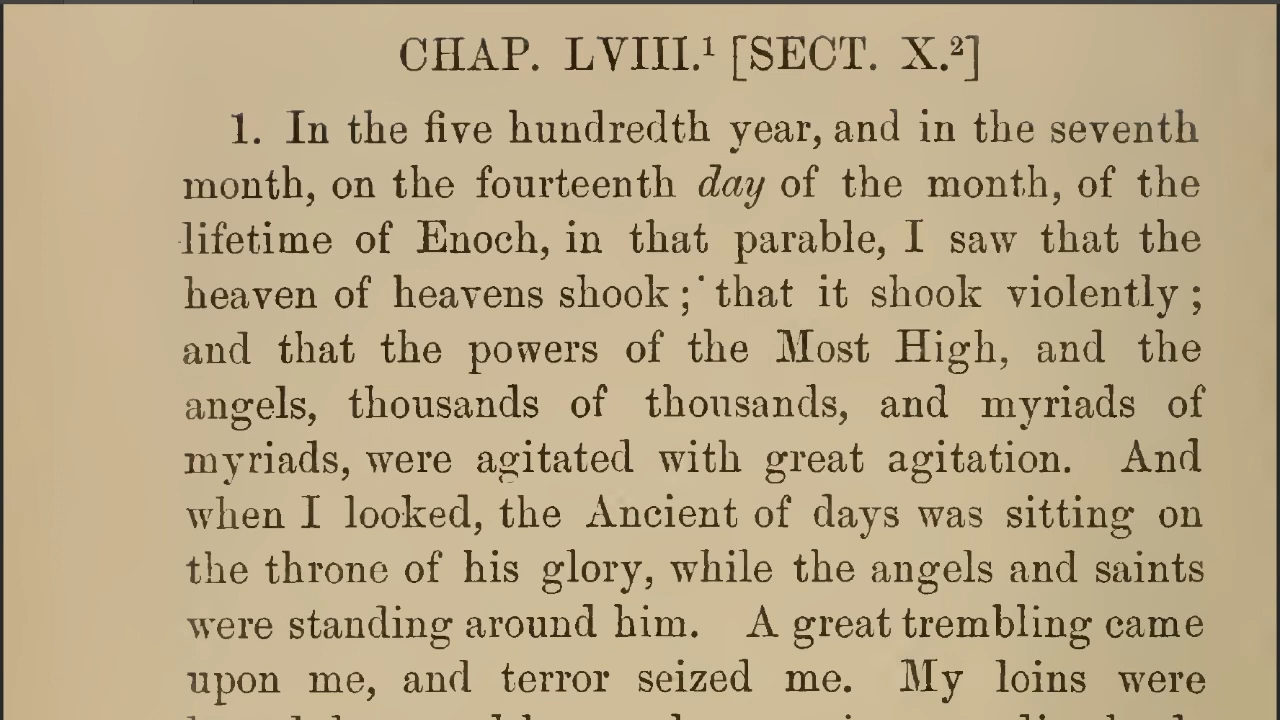 CHAP. LVIII.¹ [SECT. X.²]
1. In the five hundredth year, and in the seventh
month, on the fourteenth day of the month, of the
lifetime of Enoch, in that parable, I saw that the
heaven of heavens shook; that it shook violently;
and that the powers of the Most High, and the
angels, thousands of thousands, and myriads of
myriads, were agitated with great agitation. And
when I looked, the Ancient of days was sitting on
the throne of his glory, while the angels and saints
were standing around him. A great trembling came
upon me, and terror seized me. My loins were